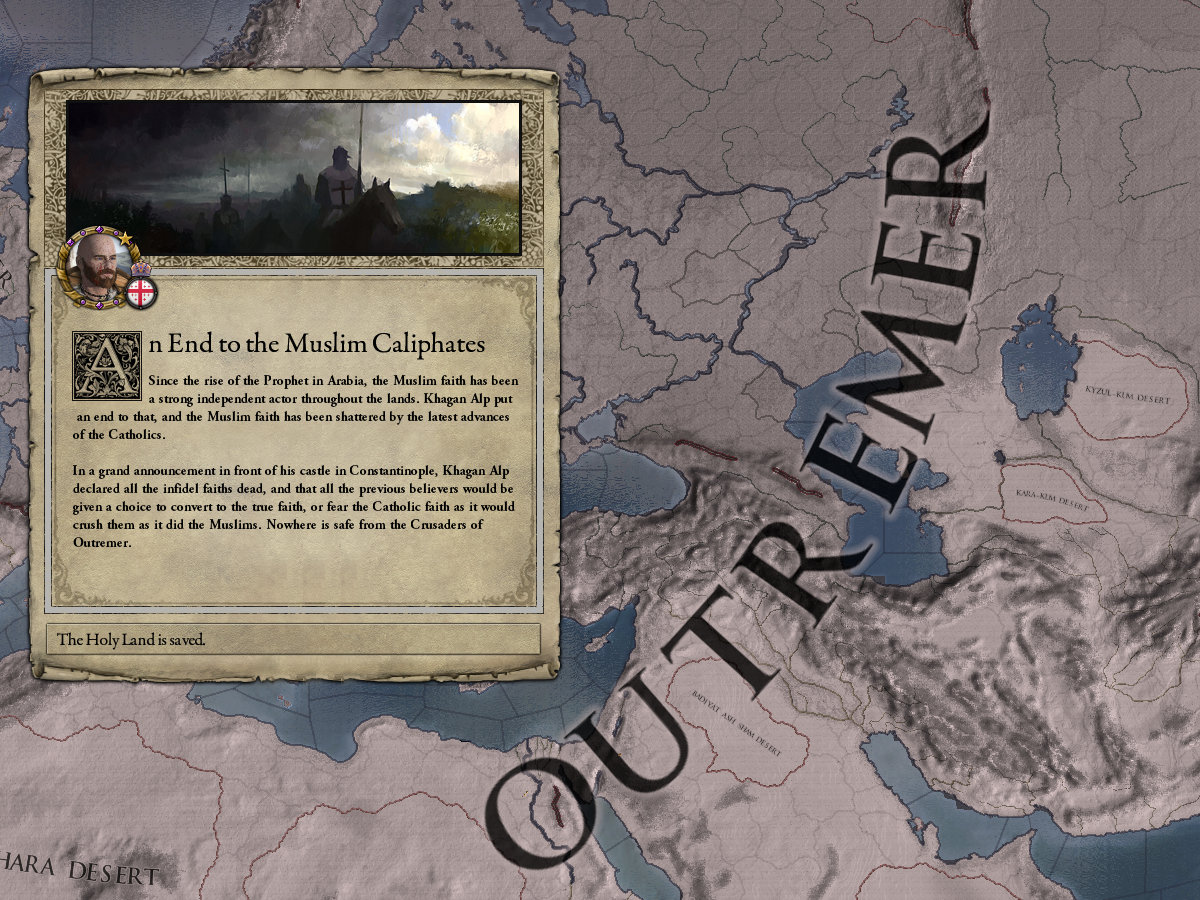 An End to the Muslim Caliphates
Since the rise of the Prophet in Arabia, the Muslim faith has been
a strong independent actor throughout the lands. Khagan Alp put
an end to that, and the Muslim faith has been shattered by the latest advances
of the Catholics.
In a grand announcement in front of his castle in Constantinople, Khagan Alp
declared all the infidel faiths dead, and that all the previous believers would be
given a choice to convert to the true faith, or fear the Catholic faith as it would
crush them as it did the Muslims. Nowhere is safe from the Crusaders of
Outremer.
The Holy Land is saved.
OUTREMER
KYZUL-KUM DESERT
KARA-KUM DESERT
BADIYAT ASH SHAM DESERT
HARA DESERT